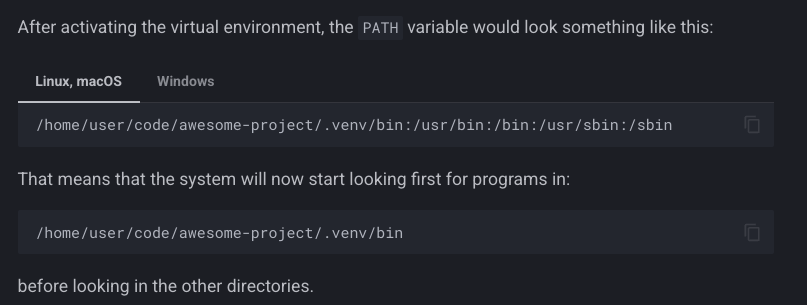 After activating the virtual environment, the PATH variable would look something like this:
Linux, macOS Windows
/home/user/code/awesome-project/.venv/bin:/usr/bin:/bin:/usr/sbin:/sbin
That means that the system will now start looking first for programs in:
/home/user/code/awesome-project/.venv/bin
before looking in the other directories.